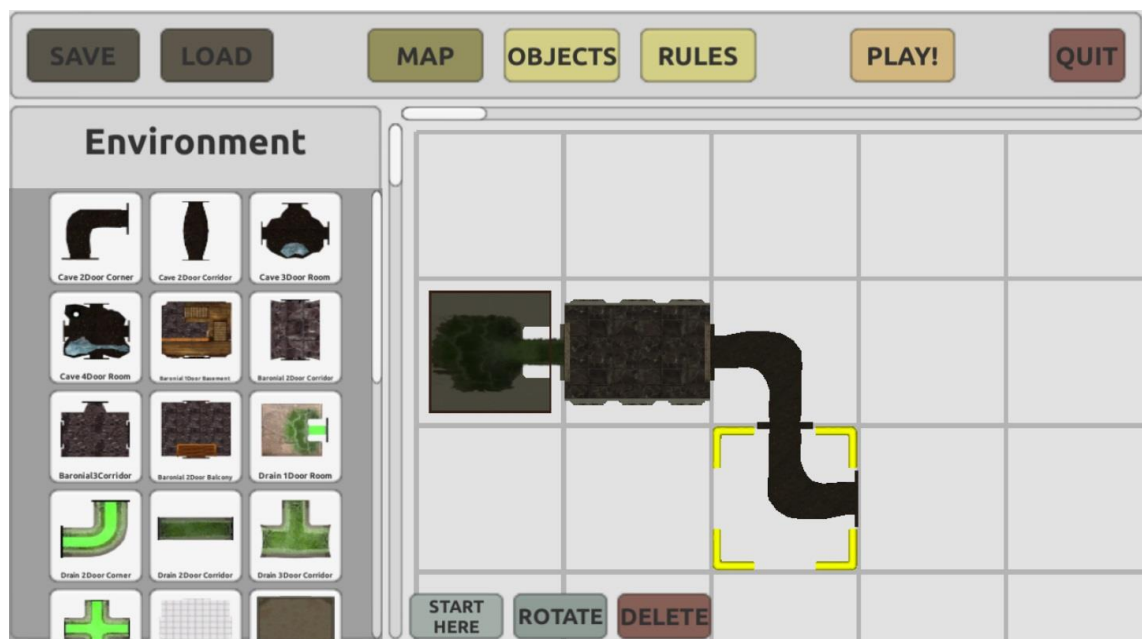 SAVE
LOAD
MAP
OBJECTS
RULES
PLAY!
QUIT
Environment
Cave 2Door Corner
Cave 2Door Corridor
Cave 3Door Room
Cave 4Door Room
Baronial 1Door Basement
Baronial 2Door Corridor
Baronial3Corridor
Baronial 2Door Balcony
Drain 1Door Room
Drain 2Door Corner
Drain 2Door Corridor
Drain 3Door Corridor
START
HERE
ROTATE
DELETE